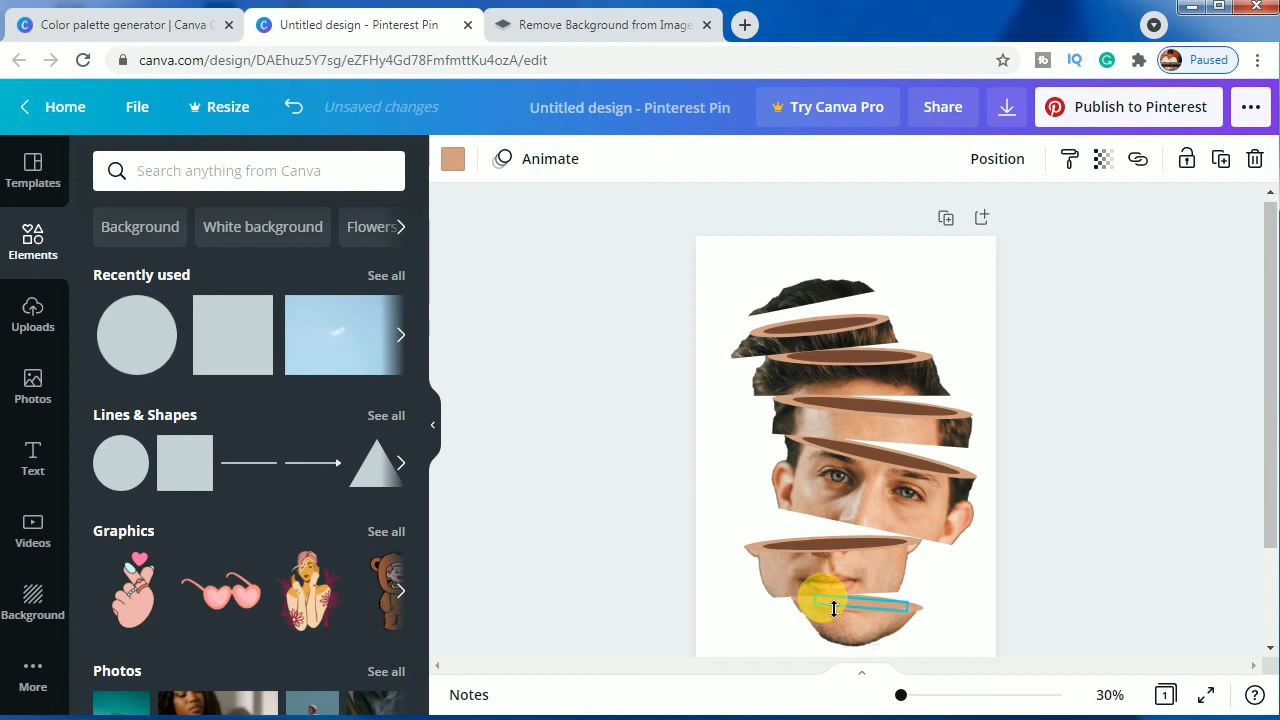 Color palette generator | Canva C
Untitled design - Pinterest Pin
Remove Background from Image
canva.com/design/DAEhuz5Y7sg/eZFHy4Gd78FmfmtKu4ozA/edit
tb
IQ
G
Paused
Home
File
Resize
Unsaved changes
Untitled design - Pinterest Pin
Try Canva Pro
Share
Publish to Pinterest
Templates
Elements
Uploads
Photos
Text
Videos
Background
More
Search anything from Canva
Background
White background
Flowers
Recently used
See all
Lines & Shapes
See all
Graphics
See all
Photos
See all
Animate
Position
Notes
30%
1